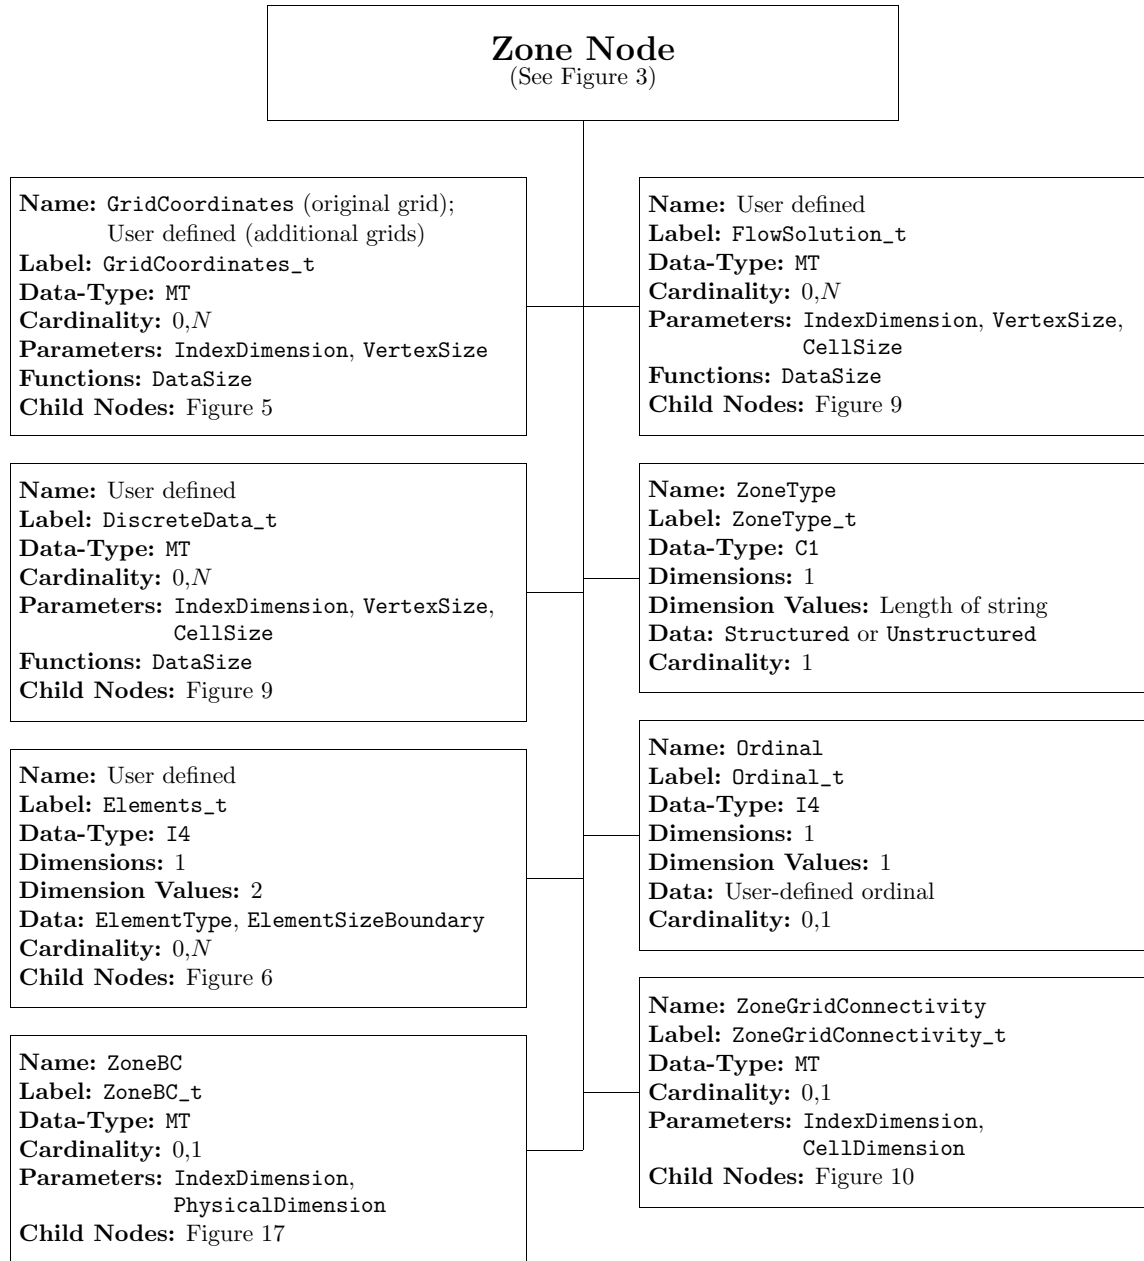 Zone Node
(See Figure 3)
Name: GridCoordinates (original grid);
User defined (additional grids)
Label: GridCoordinates_t
Data-Type: MT
Cardinality: 0,N
Parameters: IndexDimension, VertexSize
Functions: DataSize
Child Nodes: Figure 5
Name: User defined
Label: FlowSolution_t
Data-Type: MT
Cardinality: 0,N
Parameters: IndexDimension, VertexSize,
CellSize
Functions: DataSize
Child Nodes: Figure 9
Name: User defined
Label: DiscreteData_t
Data-Type: MT
Cardinality: 0,N
Parameters: IndexDimension, VertexSize,
CellSize
Functions: DataSize
Child Nodes: Figure 9
Name: ZoneType
Label: ZoneType_t
Data-Type: C1
Dimensions: 1
Dimension Values: Length of string
Data: Structured or Unstructured
Cardinality: 1
Name: User defined
Label: Elements_t
Data-Type: I4
Dimensions: 1
Dimension Values: 2
Data: ElementType, ElementSizeBoundary
Cardinality: 0,N
Child Nodes: Figure 6
Name: Ordinal
Label: Ordinal_t
Data-Type: I4
Dimensions: 1
Dimension Values: 1
Data: User-defined ordinal
Cardinality: 0,1
Name: ZoneBC
Label: ZoneBC_t
Data-Type: MT
Cardinality: 0,1
Parameters: IndexDimension,
PhysicalDimension
Child Nodes: Figure 17
Name: ZoneGridConnectivity
Label: ZoneGridConnectivity_t
Data-Type: MT
Cardinality: 0,1
Parameters: IndexDimension,
CellDimension
Child Nodes: Figure 10